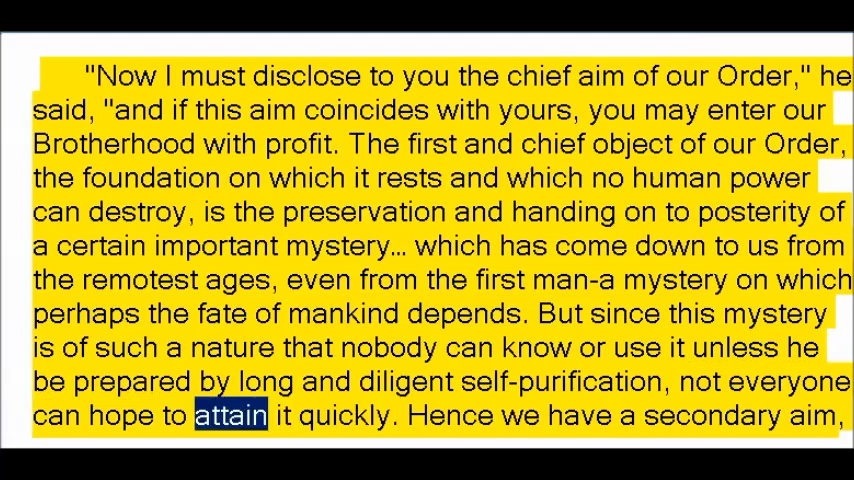 "Now I must disclose to you the chief aim of our Order," he
said, "and if this aim coincides with yours, you may enter our
Brotherhood with profit. The first and chief object of our Order,
the foundation on which it rests and which no human power
can destroy, is the preservation and handing on to posterity of
a certain important mystery... which has come down to us from
the remotest ages, even from the first man-a mystery on which
perhaps the fate of mankind depends. But since this mystery
is of such a nature that nobody can know or use it unless he
be prepared by long and diligent self-purification, not everyone
can hope to attain it quickly. Hence we have a secondary aim,